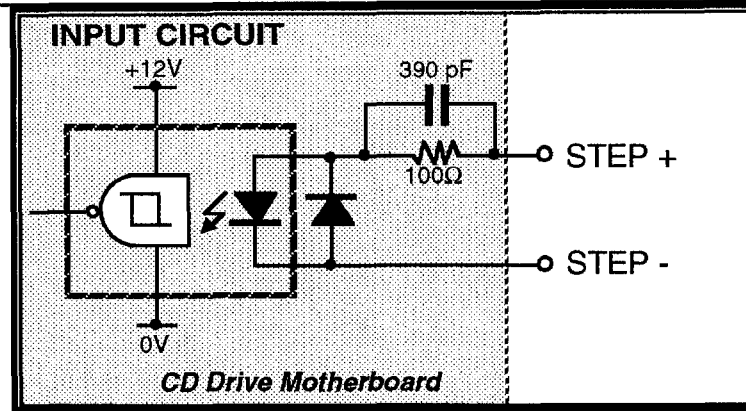 INPUT CIRCUIT
+12V
390 pF
100Ω
STEP +
STEP -
0V
CD Drive Motherboard